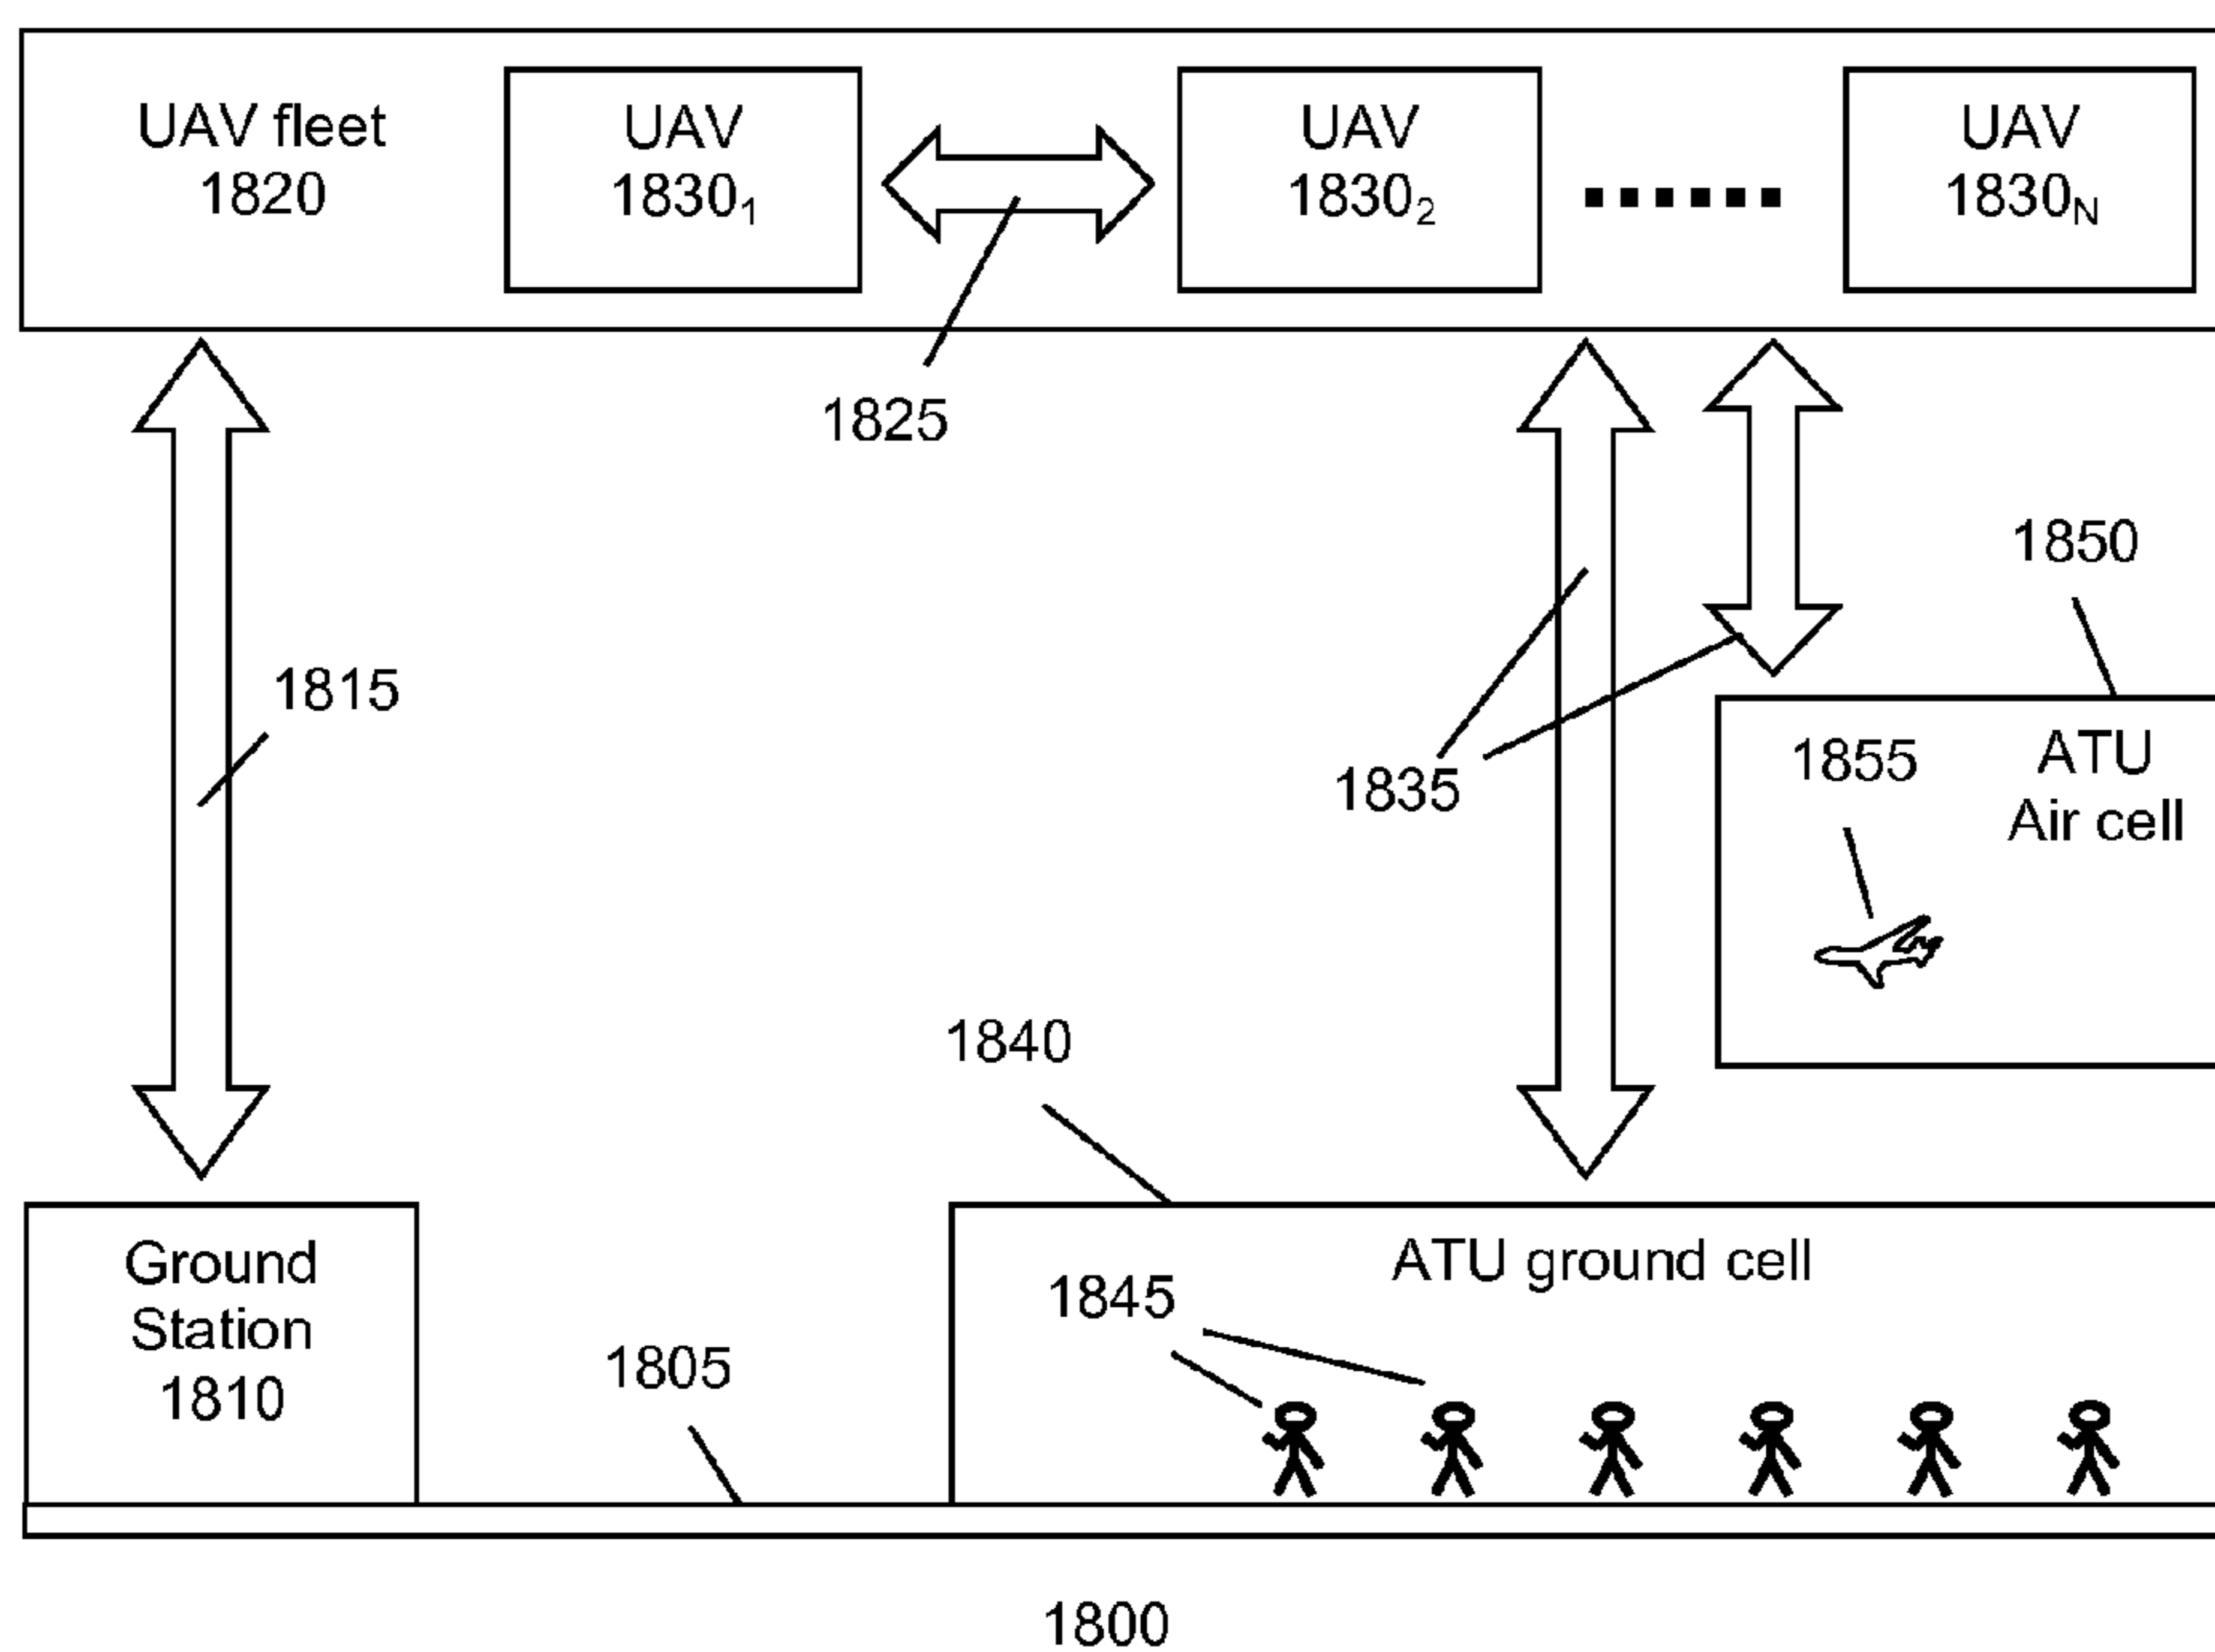 UAV fleet
1820
UAV
1830₁
UAV
1830₂
UAV
1830N
1825
1815
1835
1850
1855
ATU
Air cell
1840
ATU ground cell
1845
Ground
Station
1810
1805
1800